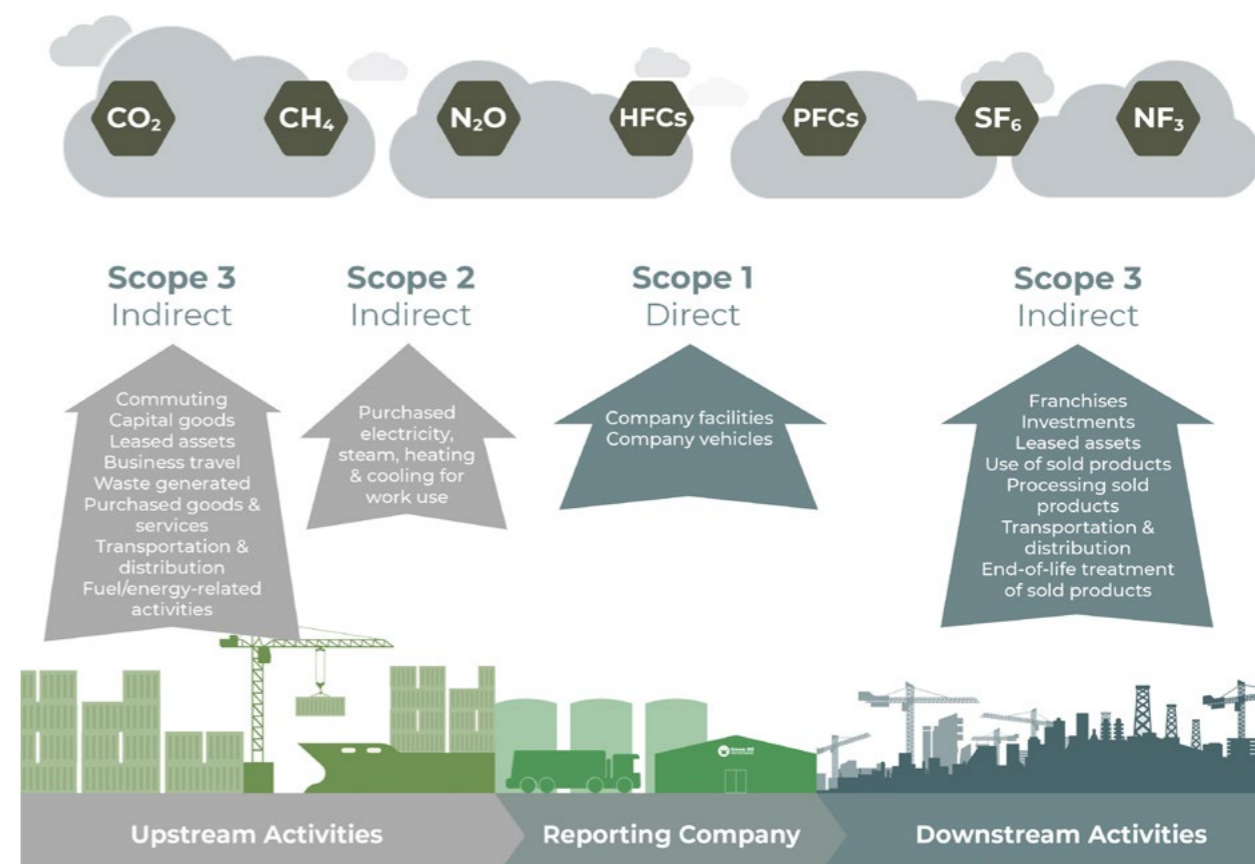 CO₂
CH₄
N₂O
HFCs
PFCs
SF₆
NF₃
Scope 3
Indirect
Commuting
Capital goods
Leased assets
Business travel
Waste generated
Purchased goods &
services
Transportation &
distribution
Fuel/energy-related
activities
Scope 2
Indirect
Purchased
electricity,
steam, heating
& cooling for
work use
Scope 1
Direct
Company facilities
Company vehicles
Scope 3
Indirect
Franchises
Investments
Leased assets
Use of sold products
Processing sold
products
Transportation &
distribution
End-of-life treatment
of sold products
Upstream Activities
Reporting Company
Downstream Activities